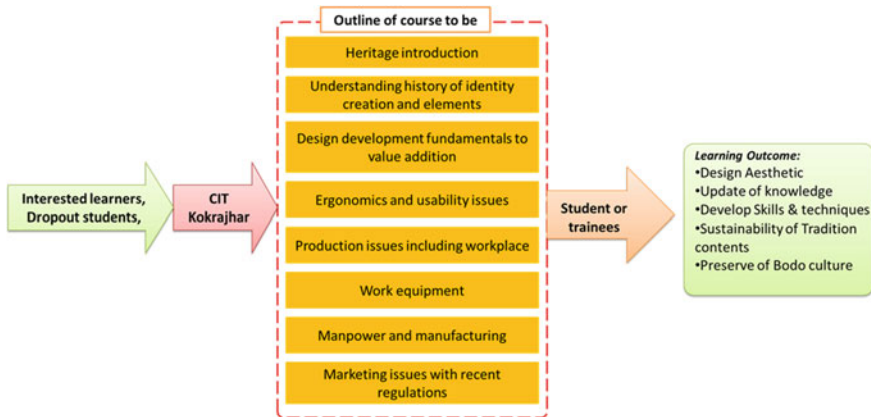 Outline of course to be
Heritage introduction
Understanding history of identity
creation and elements
Design development fundamentals to
value addition
Ergonomics and usability issues
Production issues including workplace
Work equipment
Manpower and manufacturing
Marketing issues with recent
regulations
Interested learners,
Dropout students,
CIT
Kokrajhar
Student or
trainees
Learning Outcome:
•Design Aesthetic
•Update of knowledge
•Develop Skills & techniques
•Sustainability of Tradition
contents
•Preserve of Bodo culture